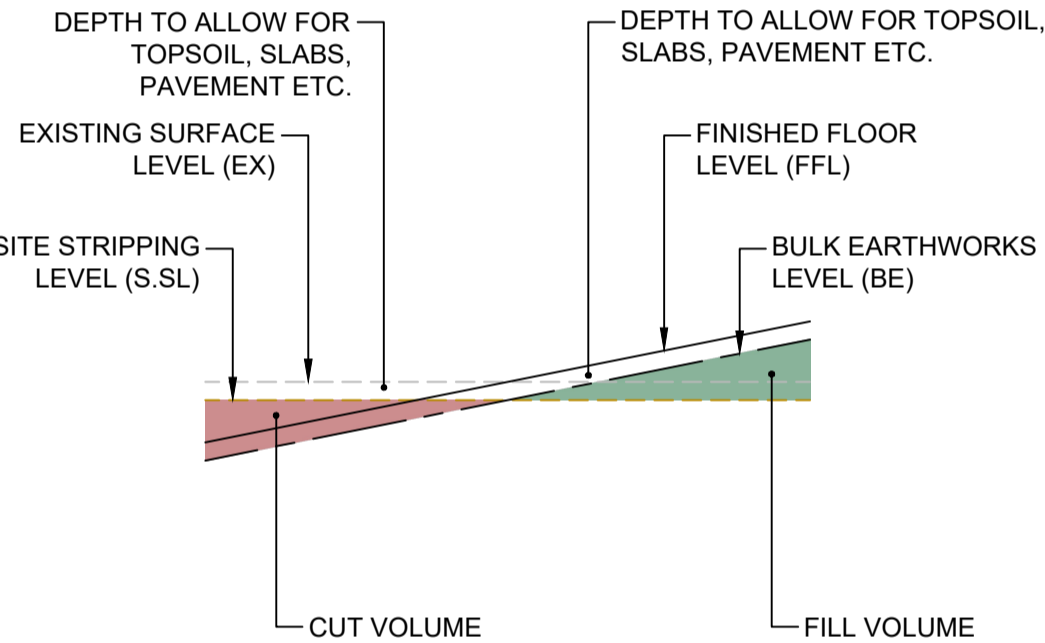 DEPTH TO ALLOW FOR
TOPSOIL, SLABS,
PAVEMENT ETC.
DEPTH TO ALLOW FOR TOPSOIL,
SLABS, PAVEMENT ETC.
EXISTING SURFACE
LEVEL (EX)
FINISHED FLOOR
LEVEL (FFL)
SITE STRIPPING
LEVEL (S.SL)
BULK EARTHWORKS
LEVEL (BE)
CUT VOLUME
FILL VOLUME